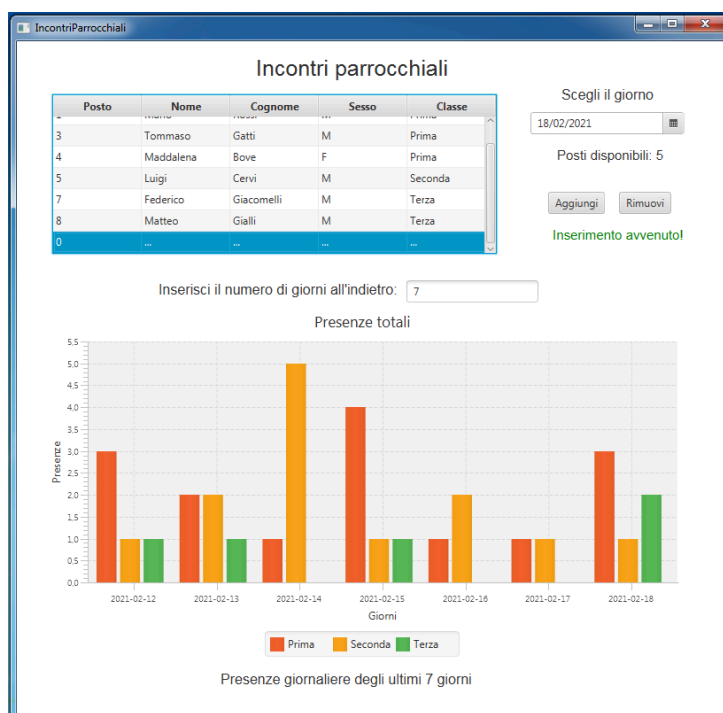 IncontriParrocchiali
Incontri parrocchiali
Scegli il giorno
Posto Nome Cognome Sesso Classe
18/02/2021
3 Tommaso Gatti M Prima
4 Maddalena Bove F Prima
Posti disponibili: 5
5 Luigi Cervi M Seconda
7 Federico Giacomelli M Terza
Aggiungi Rimuovi
8 Matteo Gialli M Terza
0 ... ... ... ...
Inserimento avvenuto!
Inserisci il numero di giorni all'indietro: 7
Presenze totali
5,5
5,0
4,5
4,0
3,5
3,0
2,5
2,0
1,5
1,0
0,5
0,0
Presenze
2021-02-12 2021-02-13 2021-02-14 2021-02-15 2021-02-16 2021-02-17 2021-02-18
Giorni
Prima Seconda Terza
Presenze giornaliere degli ultimi 7 giorni